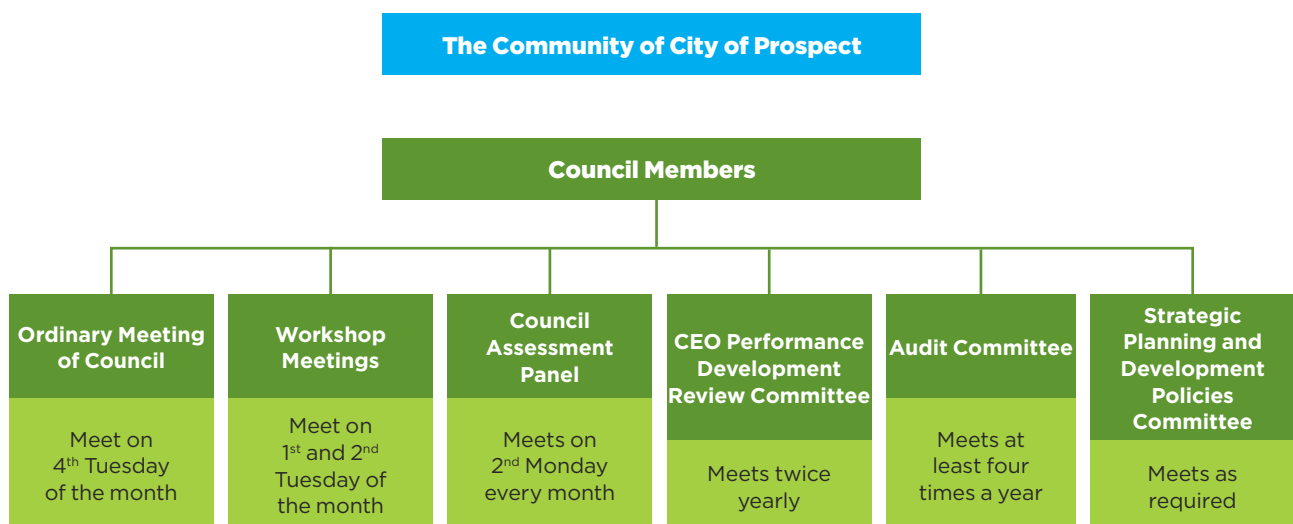 The Community of City of Prospect
Council Members
Ordinary Meeting
of Council
Meet on
4th Tuesday
of the month
Workshop
Meetings
Meet on
1st and 2nd
Tuesday of
the month
Council
Assessment
Panel
Meets on
2nd Monday
every month
CEO Performance
Development
Review Committee
Meets twice
yearly
Audit Committee
Meets at
least four
times a year
Strategic
Planning and
Development
Policies
Committee
Meets as
required